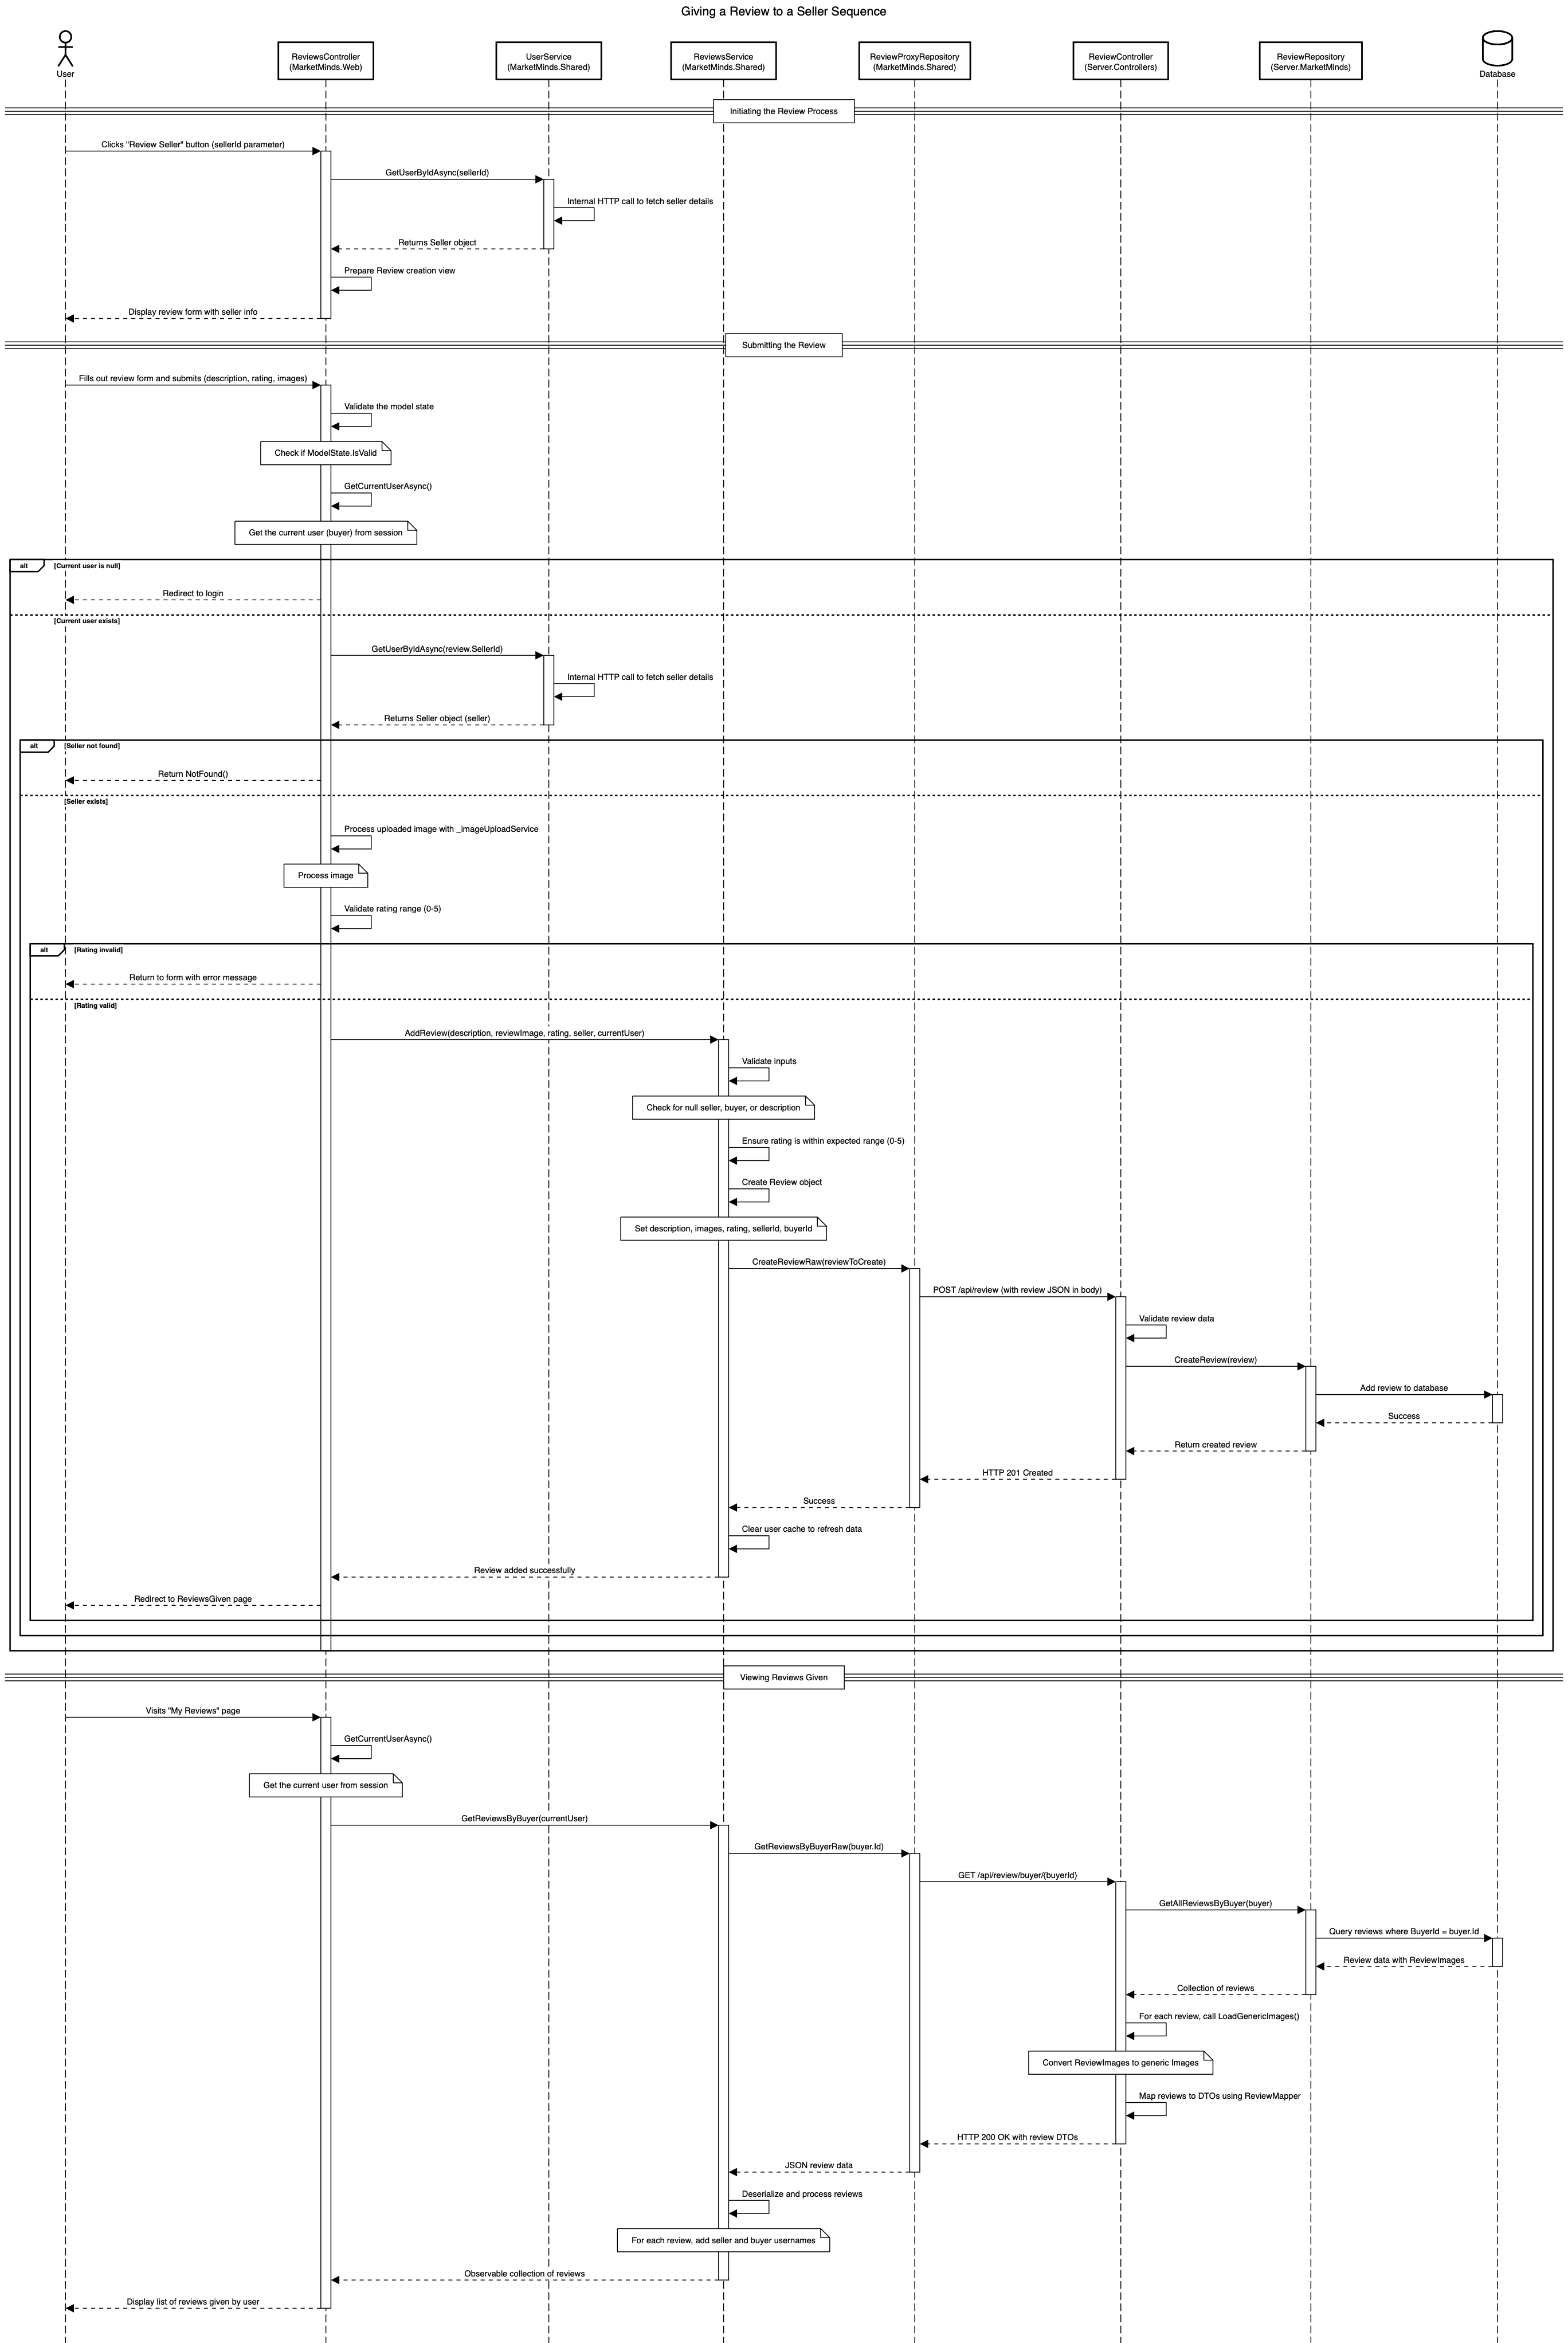 Giving a Review to a Seller Sequence
User
ReviewsController
(MarketMinds.Web)
UserService
(MarketMinds.Shared)
ReviewsService
(MarketMinds.Shared)
ReviewProxyRepository
(MarketMinds.Shared)
ReviewController
(Server.Controllers)
ReviewRepository
(Server.MarketMinds)
Database
Initiating the Review Process
Clicks "Review Seller" button (sellerId parameter)
GetUserByIdAsync(sellerId)
Internal HTTP call to fetch seller details
Returns Seller object
Prepare Review creation view
Display review form with seller info
Submitting the Review
Fills out review form and submits (description, rating, images)
Validate the model state
Check if ModelState.IsValid
GetCurrentUserAsync()
Get the current user (buyer) from session
alt
[Current user is null]
Redirect to login
[Current user exists]
GetUserByIdAsync(review.SellerId)
Internal HTTP call to fetch seller details
Returns Seller object (seller)
alt
[Seller not found]
Return NotFound()
[Seller exists]
Process uploaded image with _imageUploadService
Process image
Validate rating range (0-5)
alt
[Rating invalid]
Return to form with error message
[Rating valid]
AddReview(description, reviewImage, rating, seller, currentUser)
Validate inputs
Check for null seller, buyer, or description
Ensure rating is within expected range (0-5)
Create Review object
Set description, images, rating, sellerId, buyerId
CreateReviewRaw(reviewToCreate)
POST /api/review (with review JSON in body)
Validate review data
CreateReview(review)
Add review to database
Success
Return created review
HTTP 201 Created
Success
Clear user cache to refresh data
Review added successfully
Redirect to ReviewsGiven page
Viewing Reviews Given
Visits "My Reviews" page
GetCurrentUserAsync()
Get the current user from session
GetReviewsByBuyer(currentUser)
GetReviewsByBuyerRaw(buyer.Id)
GET /api/review/buyer/{buyerId}
GetAllReviewsByBuyer(buyer)
Query reviews where BuyerId = buyer.Id
Review data with ReviewImages
Collection of reviews
For each review, call LoadGenericImages()
Convert ReviewImages to generic Images
Map reviews to DTOs using ReviewMapper
HTTP 200 OK with review DTOs
JSON review data
Deserialize and process reviews
For each review, add seller and buyer usernames
Observable collection of reviews
Display list of reviews given by user